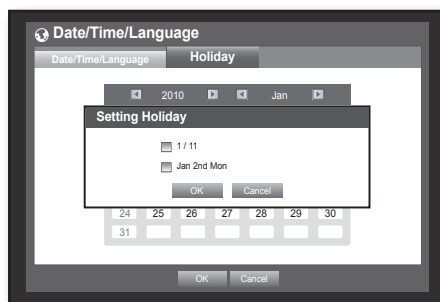 Date/Time/Language
Date/Time/Language Holiday
2010 Jan
Setting Holiday
1 / 11
Jan 2nd Mon
OK Cancel
24 25 26 27 28 29 30
31
OK Cancel